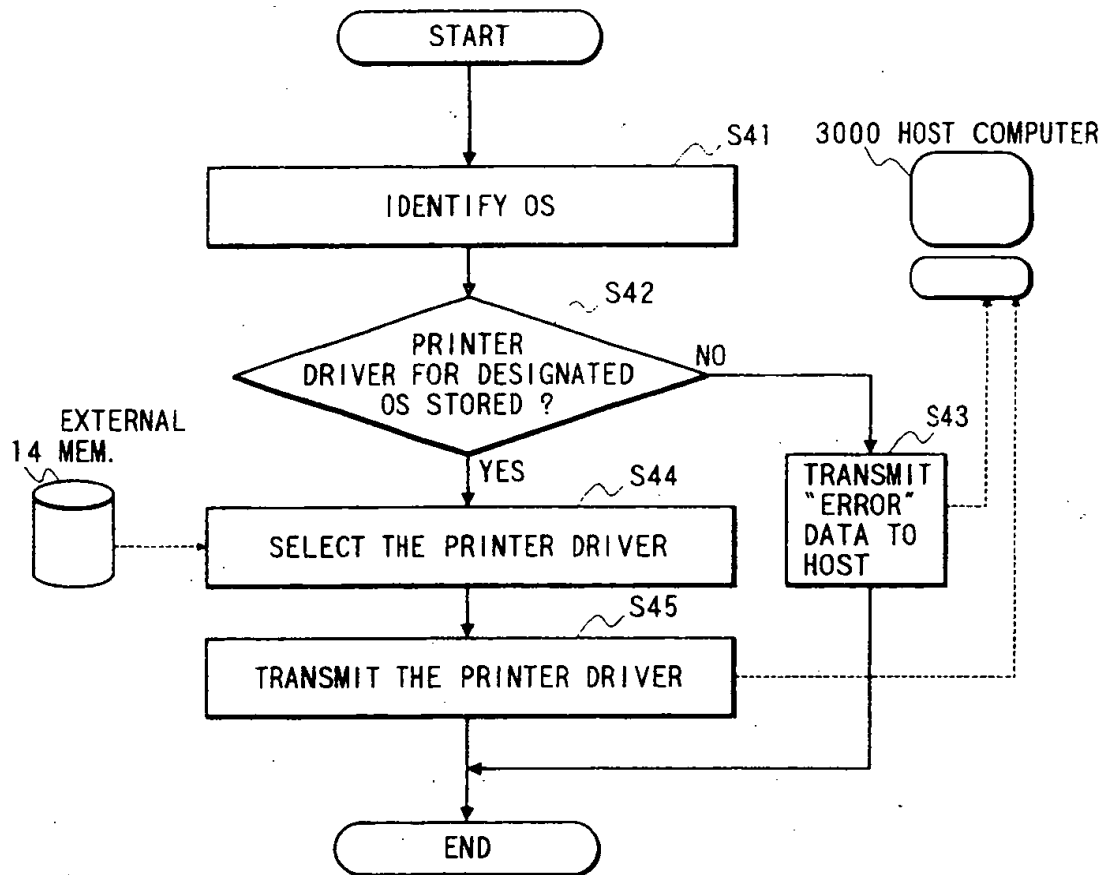 START
S41
3000 HOST COMPUTER
IDENTIFY OS
S42
PRINTER
DRIVER FOR DESIGNATED
OS STORED ?
NO
YES
EXTERNAL
14 MEM.
S43
TRANSMIT
"ERROR"
DATA TO
HOST
S44
SELECT THE PRINTER DRIVER
S45
TRANSMIT THE PRINTER DRIVER
END